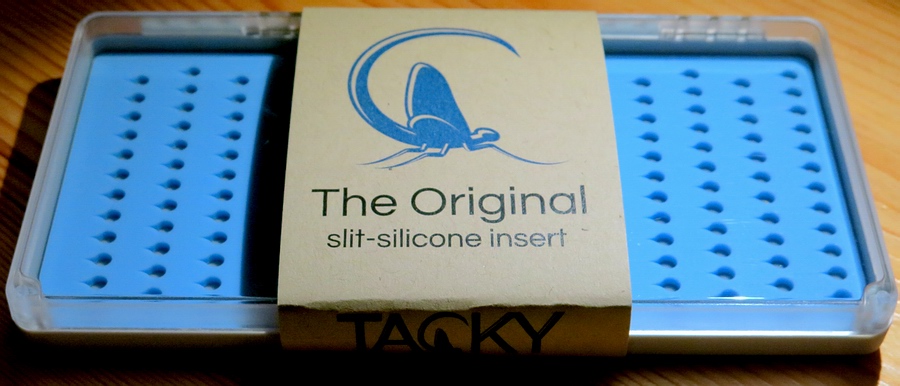 The Original
slit-silicone insert
TACKY